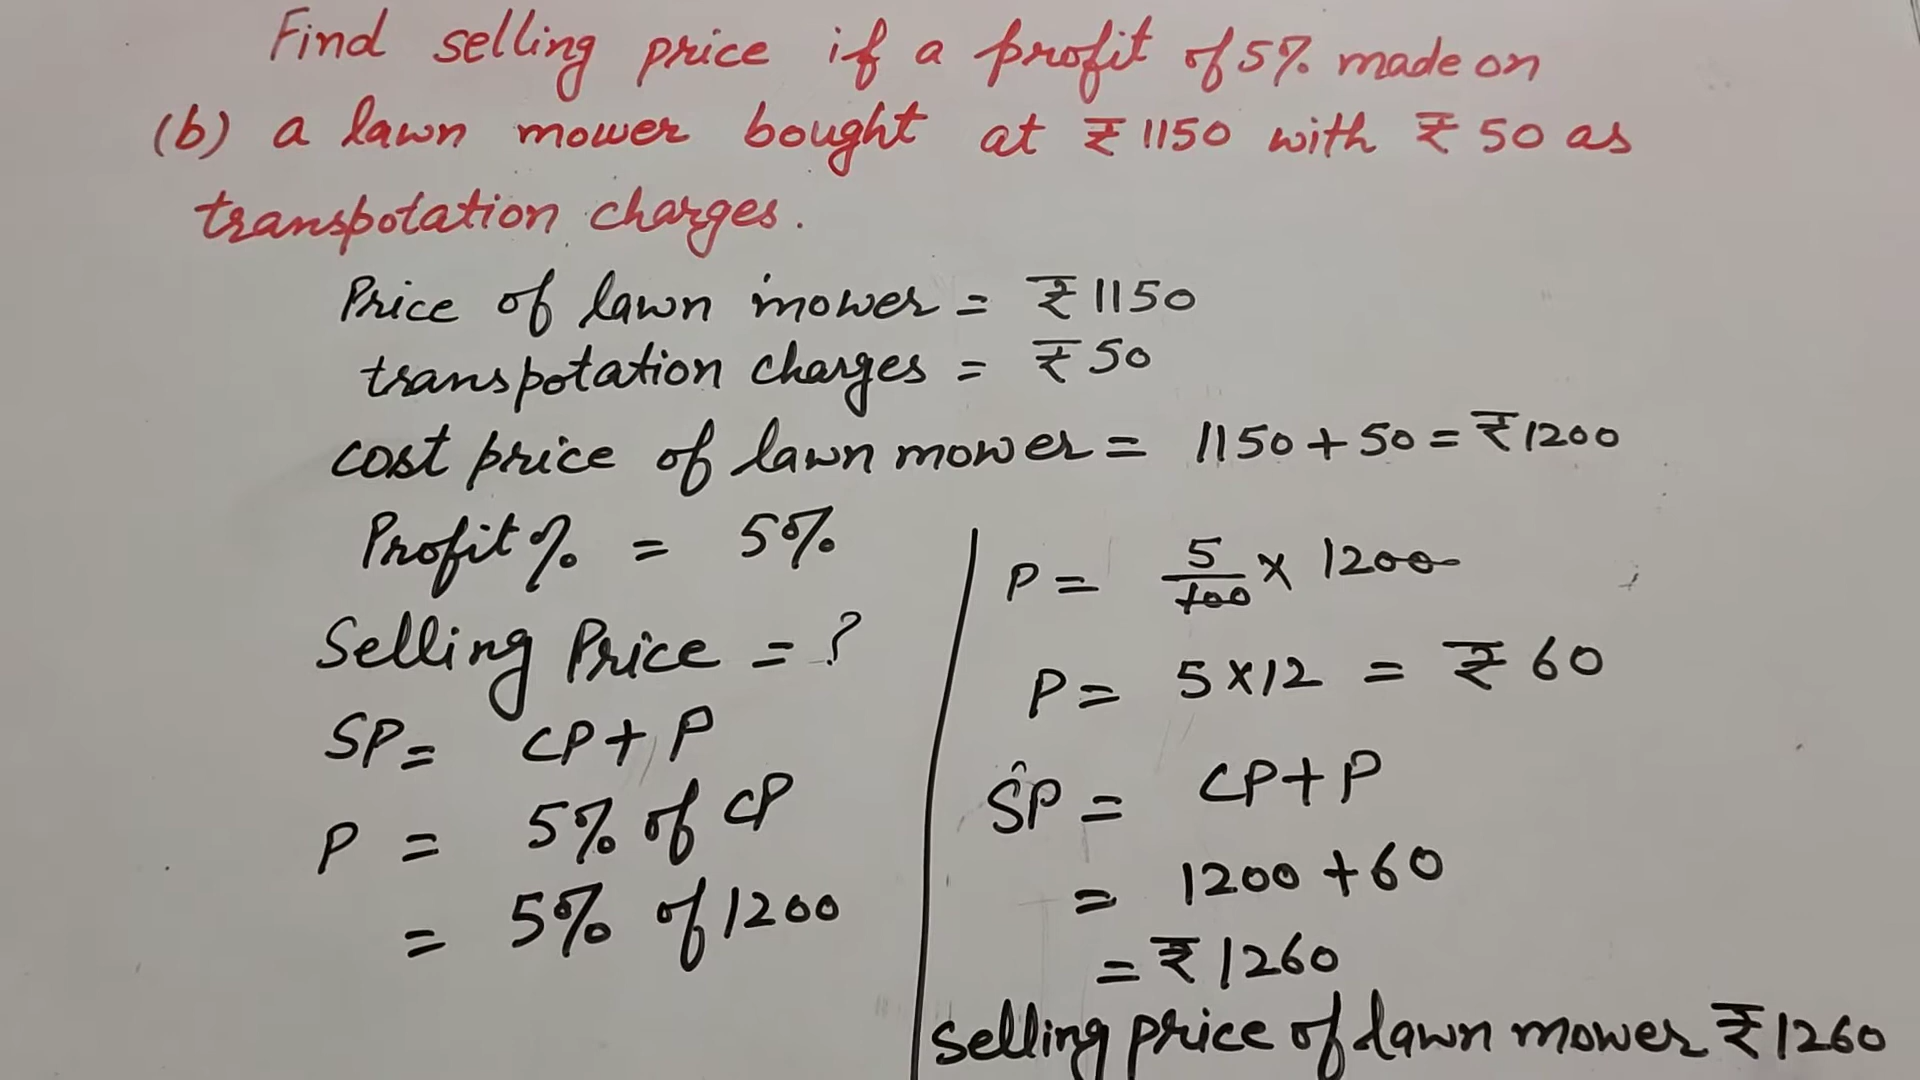 Find selling price if a profit of 5% made on
(b) a lawn mower bought at ₹ 1150 with ₹ 50 as
transpotation charges.
Price of lawn mower = ₹ 1150
transpotation charges = ₹ 50
cost price of lawn mower = 1150 + 50 = ₹ 1200
Profit % = 5%
Selling Price = ?
SP = CP + P
P = 5% of CP
= 5% of 1200
P = 5/100 × 1200
P = 5 × 12 = ₹ 60
SP = CP + P
= 1200 + 60
= ₹ 1260
selling price of lawn mower ₹ 1260